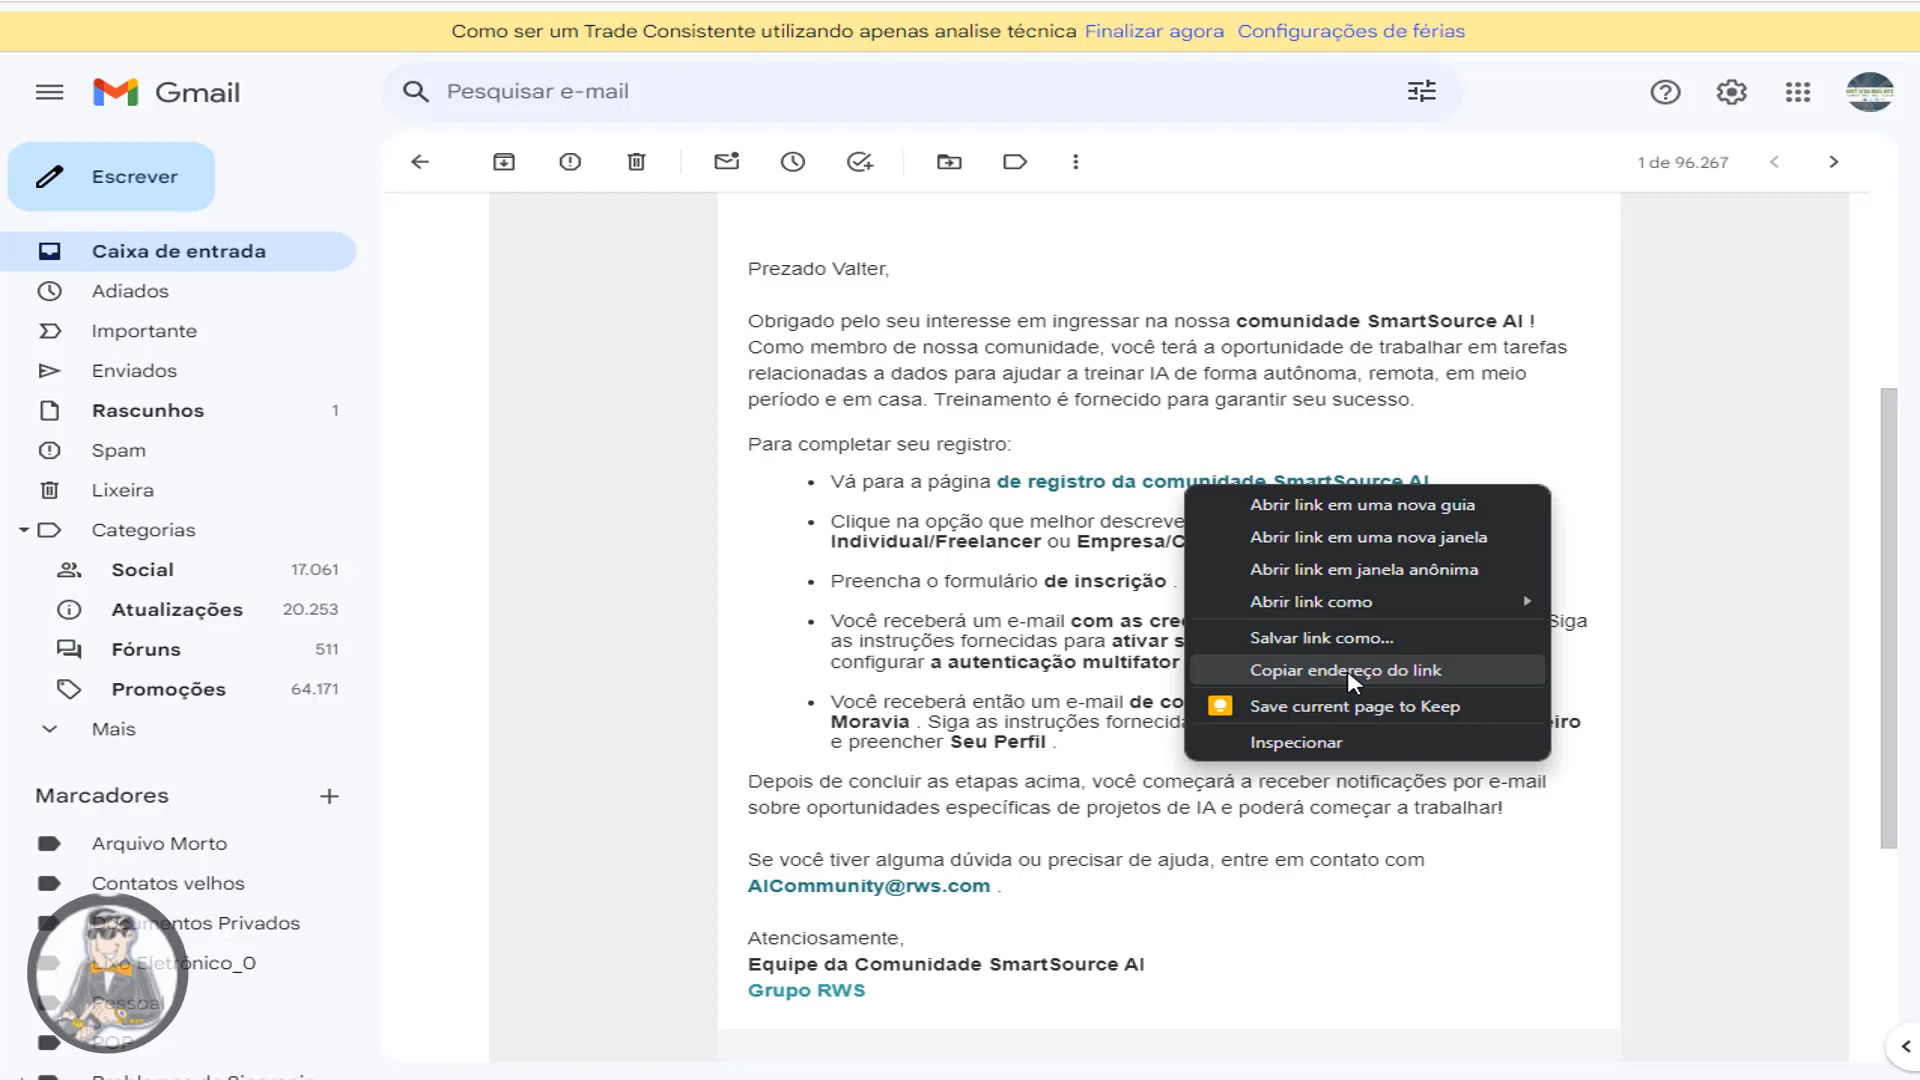 Como ser um Trade Consistente utilizando apenas analise técnica Finalizar agora Configurações de férias
Gmail
Pesquisar e-mail
Escrever
1 de 96.267
Caixa de entrada
Adiados
Importante
Enviados
Rascunhos 1
Spam
Lixeira
Categorias
Social 17.061
Atualizações 20.253
Fóruns 511
Promoções 64.171
Mais
Marcadores
Arquivo Morto
Contatos velhos
Documentos Privados
Lixo Eletrônico_0
Pessoal
POP
Prezado Valter,
Obrigado pelo seu interesse em ingressar na nossa comunidade SmartSource AI !
Como membro de nossa comunidade, você terá a oportunidade de trabalhar em tarefas
relacionadas a dados para ajudar a treinar IA de forma autônoma, remota, em meio
período e em casa. Treinamento é fornecido para garantir seu sucesso.
Para completar seu registro:
• Vá para a página de registro da comunidade SmartSource AI
• Clique na opção que melhor descreve
Individual/Freelancer ou Empresa/C
• Preencha o formulário de inscrição .
• Você receberá um e-mail com as cre Siga
as instruções fornecidas para ativar s
configurar a autenticação multifator
• Você receberá então um e-mail de co
Moravia . Siga as instruções fornecida iro
e preencher Seu Perfil .
Depois de concluir as etapas acima, você começará a receber notificações por e-mail
sobre oportunidades específicas de projetos de IA e poderá começar a trabalhar!
Se você tiver alguma dúvida ou precisar de ajuda, entre em contato com
AICommunity@rws.com .
Atenciosamente,
Equipe da Comunidade SmartSource AI
Grupo RWS
Abrir link em uma nova guia
Abrir link em uma nova janela
Abrir link em janela anônima
Abrir link como
Salvar link como...
Copiar endereço do link
Save current page to Keep
Inspecionar